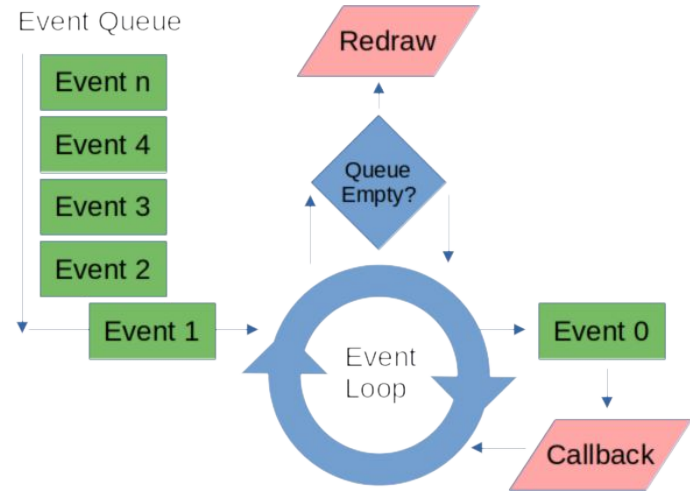 Event Queue
Event n
Event 4
Event 3
Event 2
Event 1
Redraw
Queue
Empty?
Event
Loop
Event 0
Callback